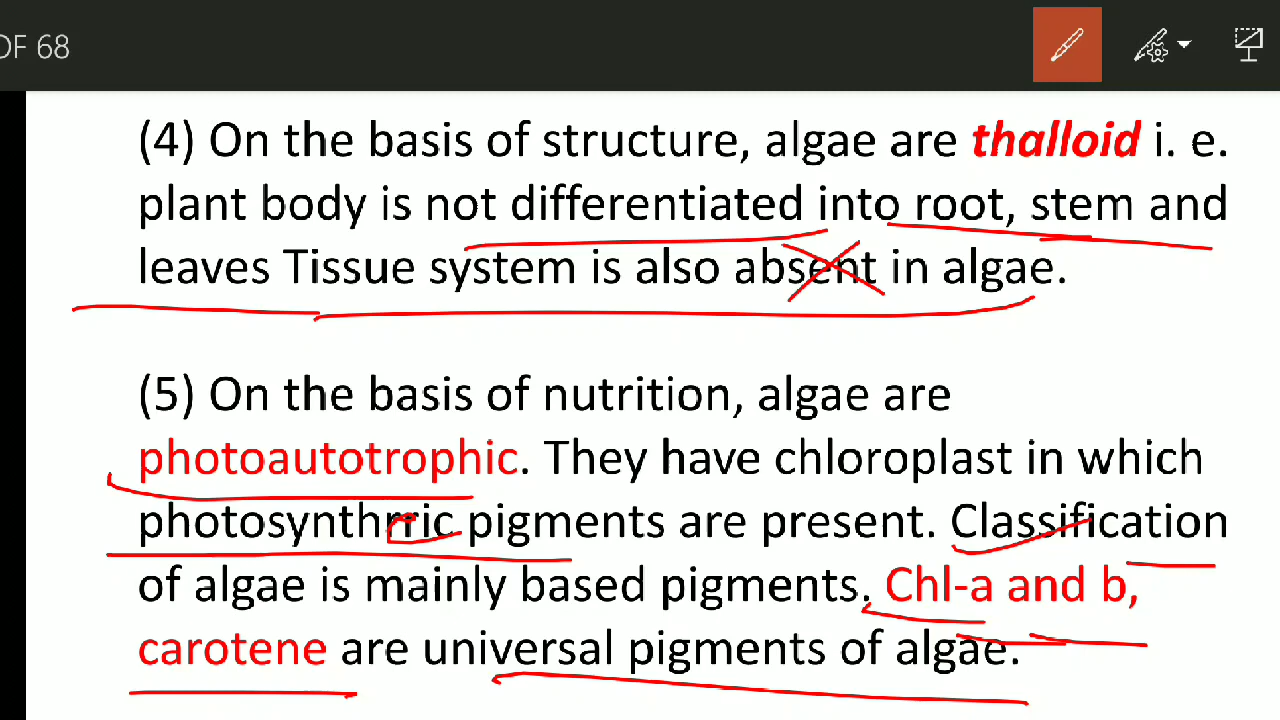 DF 68
(4) On the basis of structure, algae are thalloid i. e.
plant body is not differentiated into root, stem and
leaves Tissue system is also absent in algae.
(5) On the basis of nutrition, algae are
photoautotrophic. They have chloroplast in which
photosynthrric pigments are present. Classification
of algae is mainly based pigments. Chl-a and b,
carotene are universal pigments of algae.